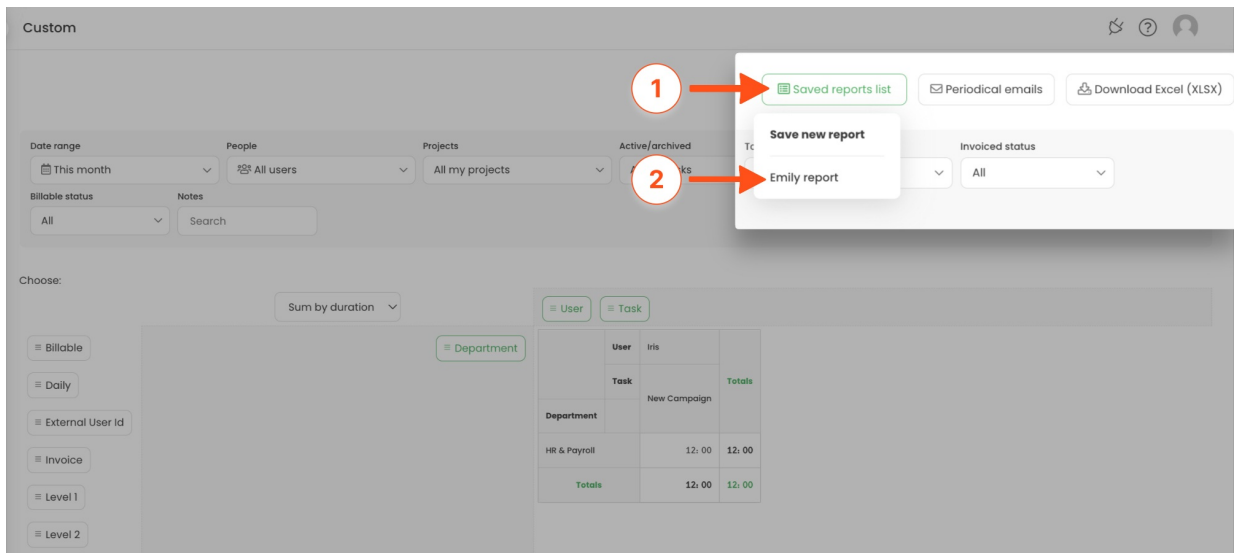 Custom
1
Saved reports list
Periodical emails
Download Excel (XLSX)
Save new report
Emily report
2
Date range
People
Projects
Active/archived
Invoiced status
This month
All users
All my projects
All
Billable status
Notes
All
Search
Choose:
Sum by duration
User
Task
Billable
Department
Daily
External User Id
Invoice
Level 1
Level 2
User Iris
Task New Campaign Totals
Department
HR & Payroll 12: 00 12: 00
Totals 12: 00 12: 00